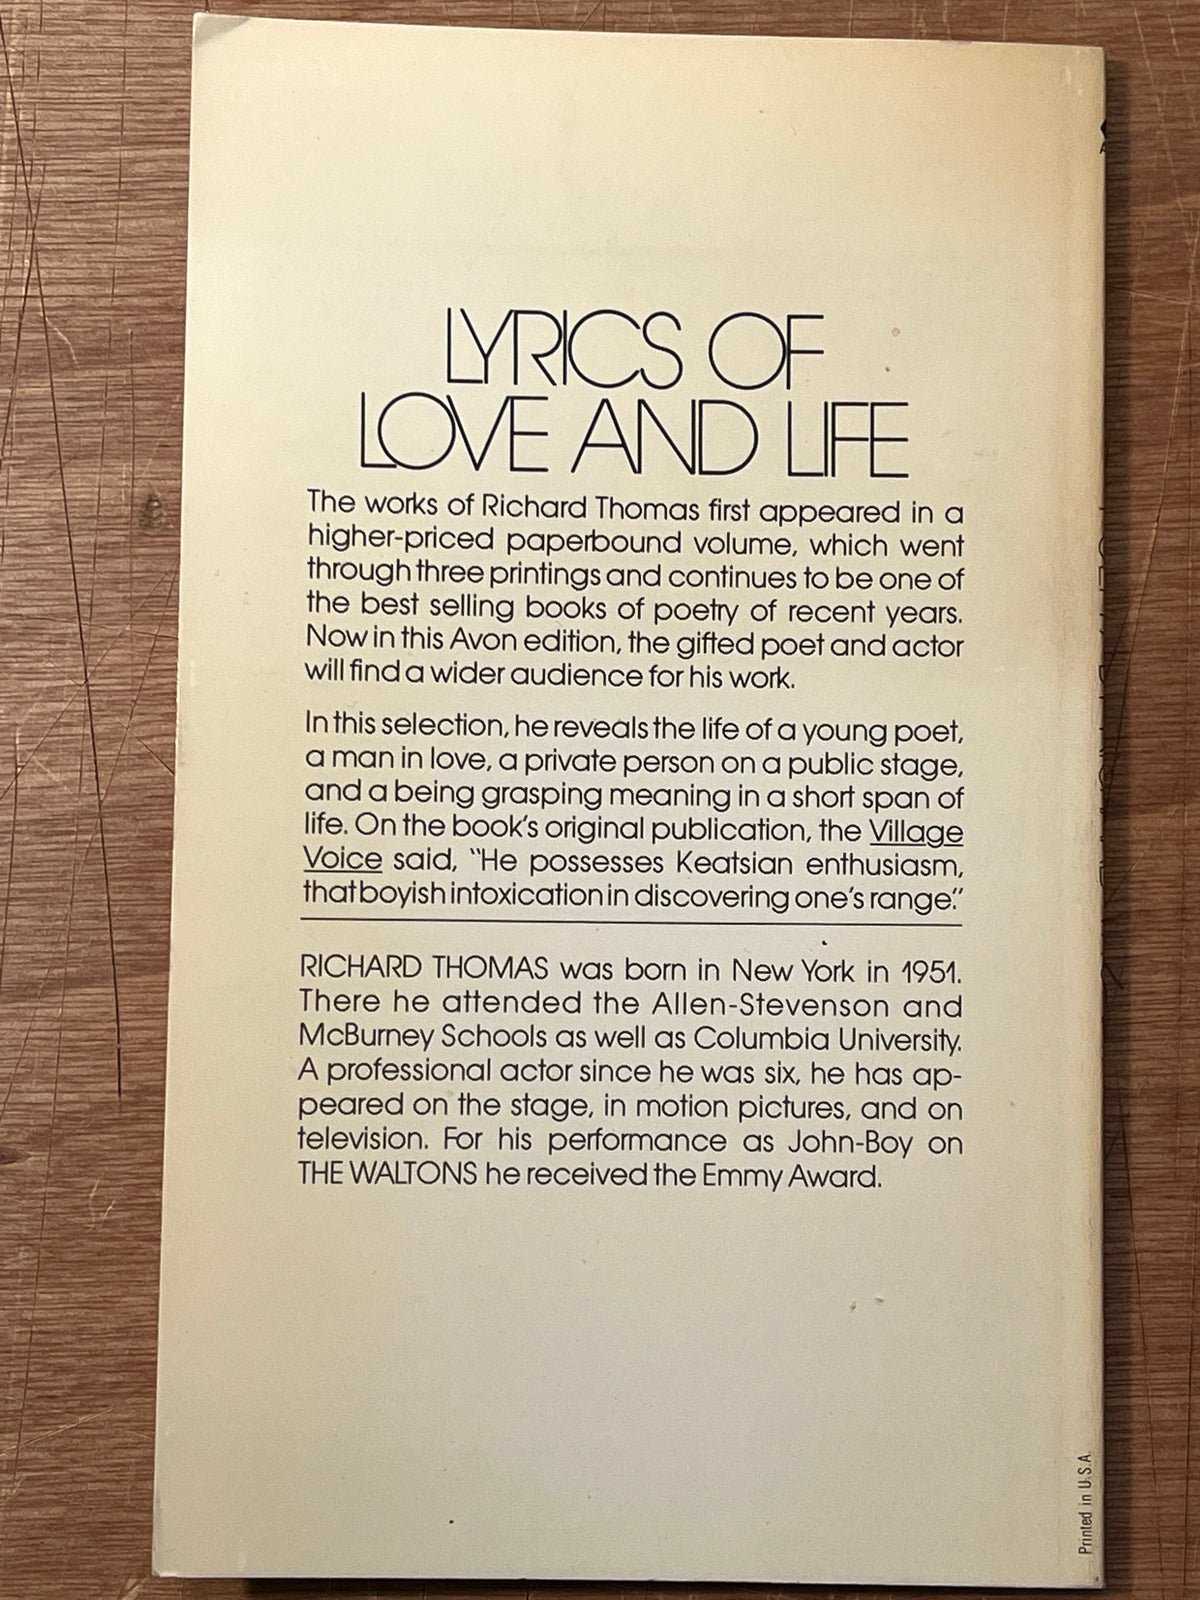 LYRICS OF
LOVE AND LIFE
The works of Richard Thomas first appeared in a
higher-priced paperbound volume, which went
through three printings and continues to be one of
the best selling books of poetry of recent years.
Now in this Avon edition, the gifted poet and actor
will find a wider audience for his work.
In this selection, he reveals the life of a young poet,
a man in love, a private person on a public stage,
and a being grasping meaning in a short span of
life. On the book's original publication, the Village
Voice said, "He possesses Keatsian enthusiasm,
that boyish intoxication in discovering one's range."
RICHARD THOMAS was born in New York in 1951.
There he attended the Allen-Stevenson and
McBurney Schools as well as Columbia University.
A professional actor since he was six, he has ap-
peared on the stage, in motion pictures, and on
television. For his performance as John-Boy on
THE WALTONS he received the Emmy Award.
Printed in U.S.A.